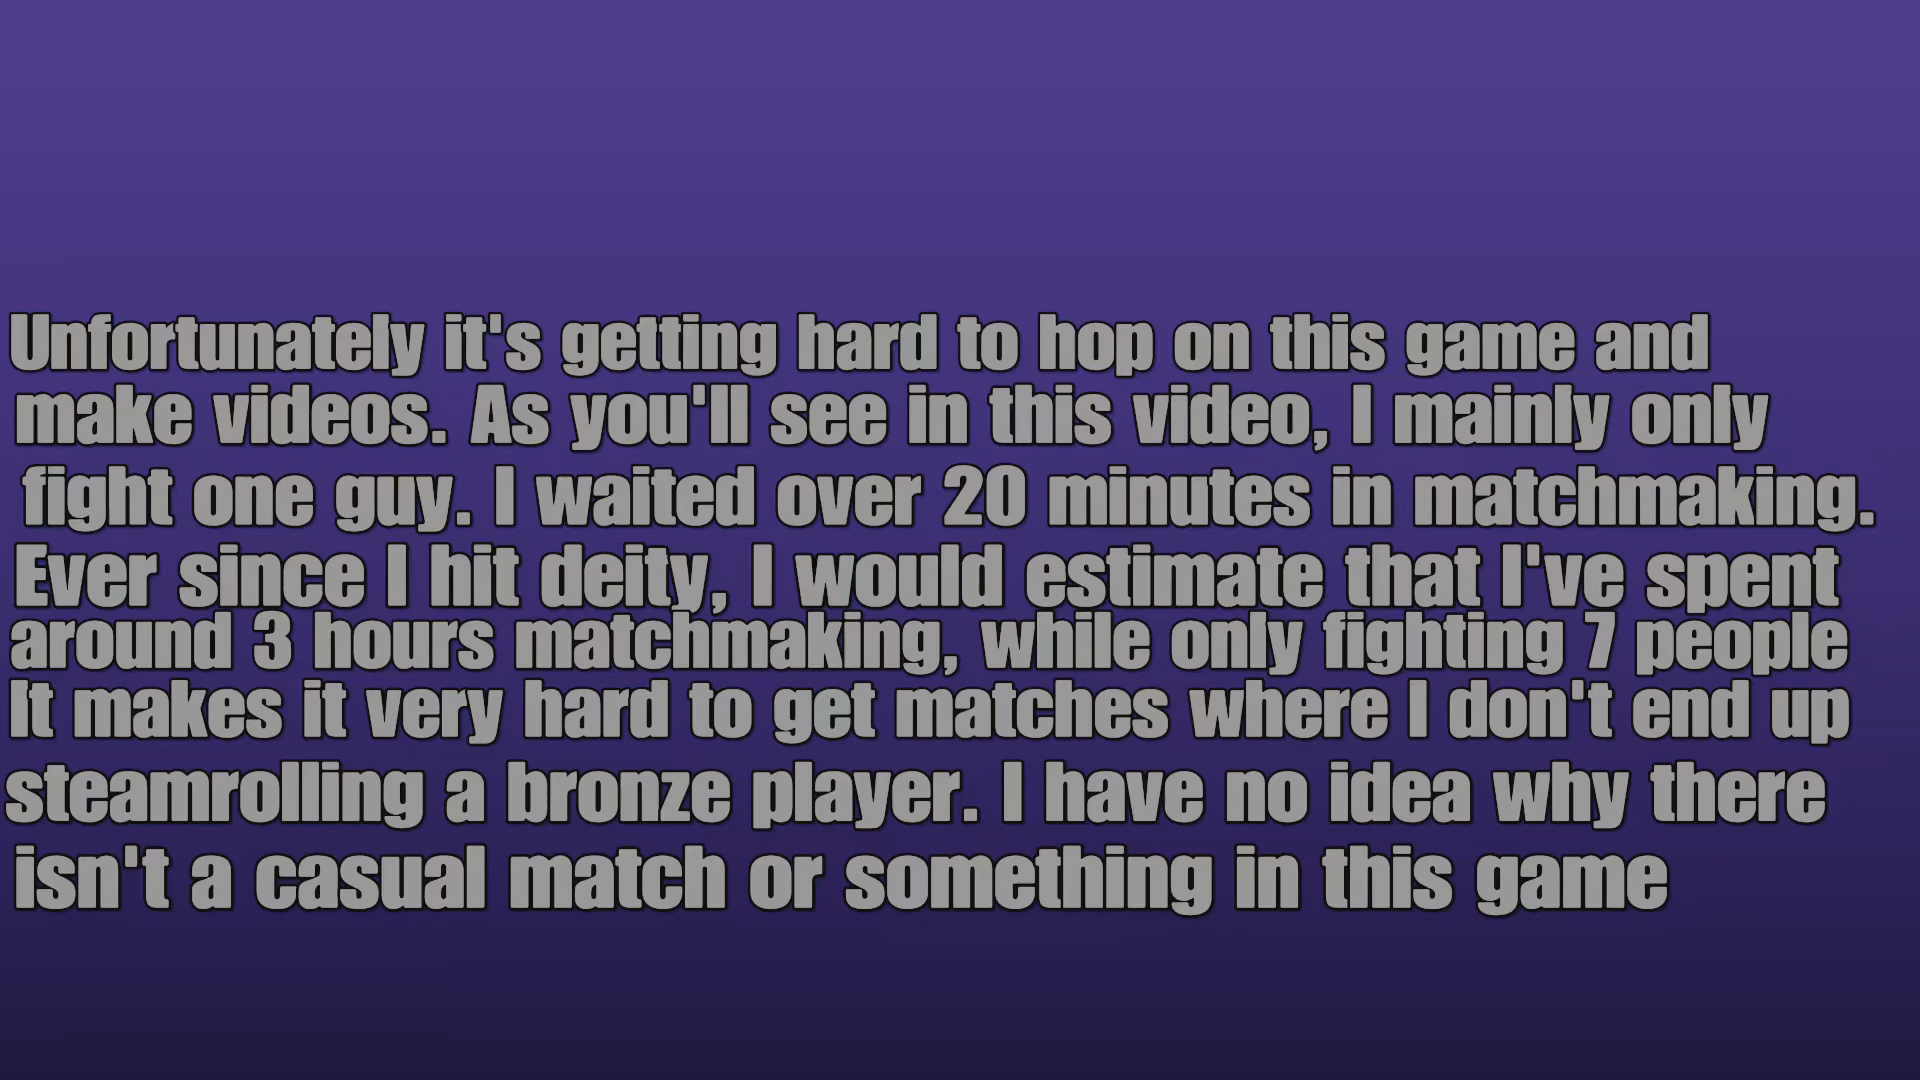 Unfortunately it's getting hard to hop on this game and
make videos. As you'll see in this video, I mainly only
fight one guy. I waited over 20 minutes in matchmaking.
Ever since I hit deity, I would estimate that I've spent
around 3 hours matchmaking, while only fighting 7 people
It makes it very hard to get matches where I don't end up
steamrolling a bronze player. I have no idea why there
isn't a casual match or something in this game